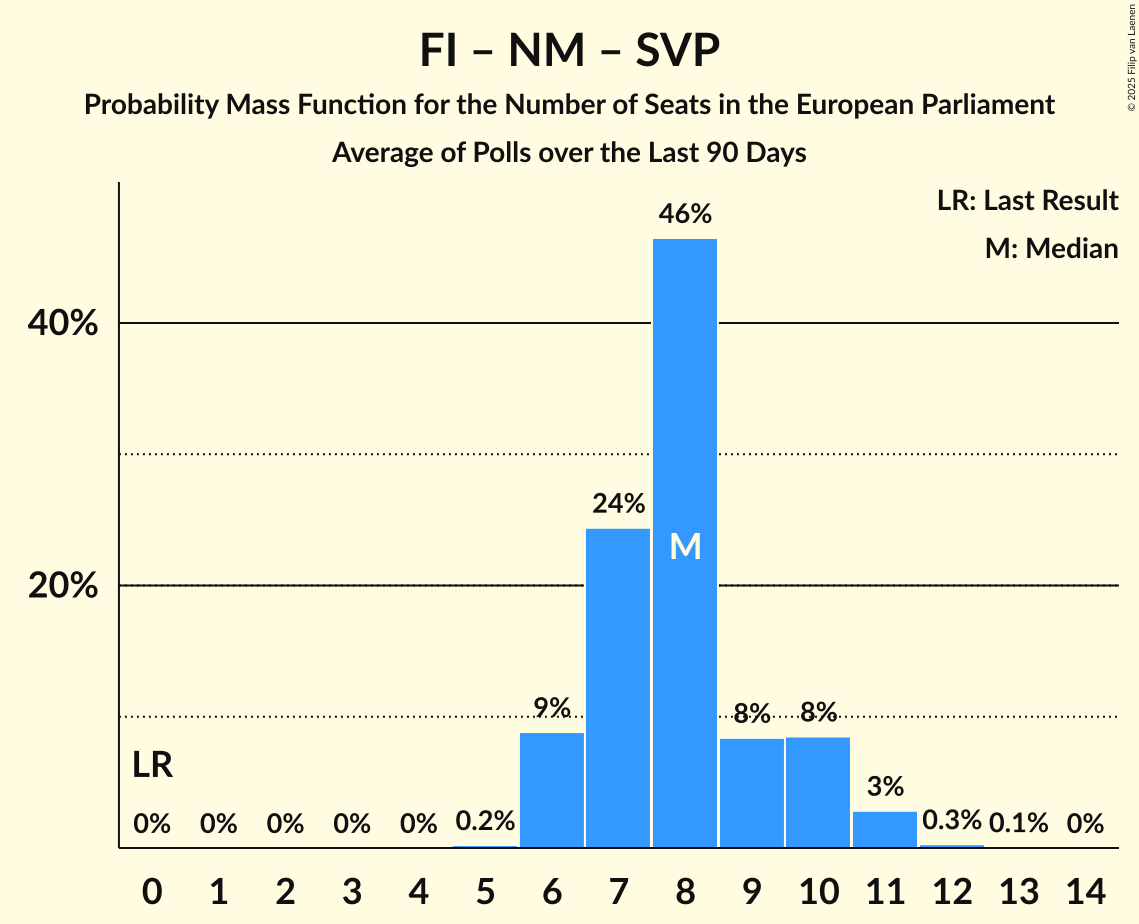 FI – NM – SVP
Probability Mass Function for the Number of Seats in the European Parliament
Average of Polls over the Last 90 Days
© 2025 Filip van Laenen
LR: Last Result
M: Median
40%
20%
LR
0% 0% 0% 0% 0% 0.2% 9% 24% 46% 8% 8% 3% 0.3% 0.1% 0%
M
0 1 2 3 4 5 6 7 8 9 10 11 12 13 14